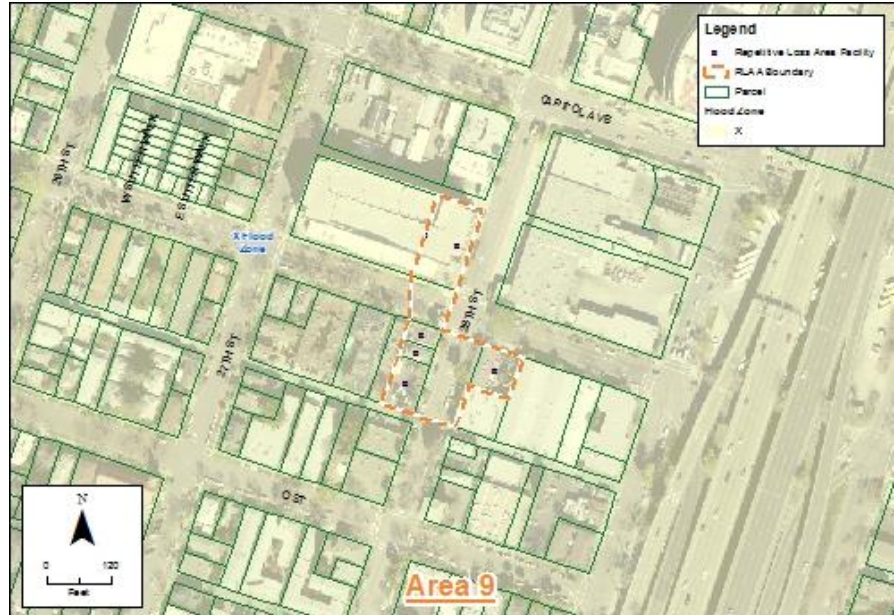 Legend
Repetitive Loss Area Facility
RLAA Boundary
Parcel
Flood Zone
X
CAPITOL AVE
26TH ST
X Flood
Zone
28TH ST
27TH ST
O ST
N
0 120
Feet
Area 9